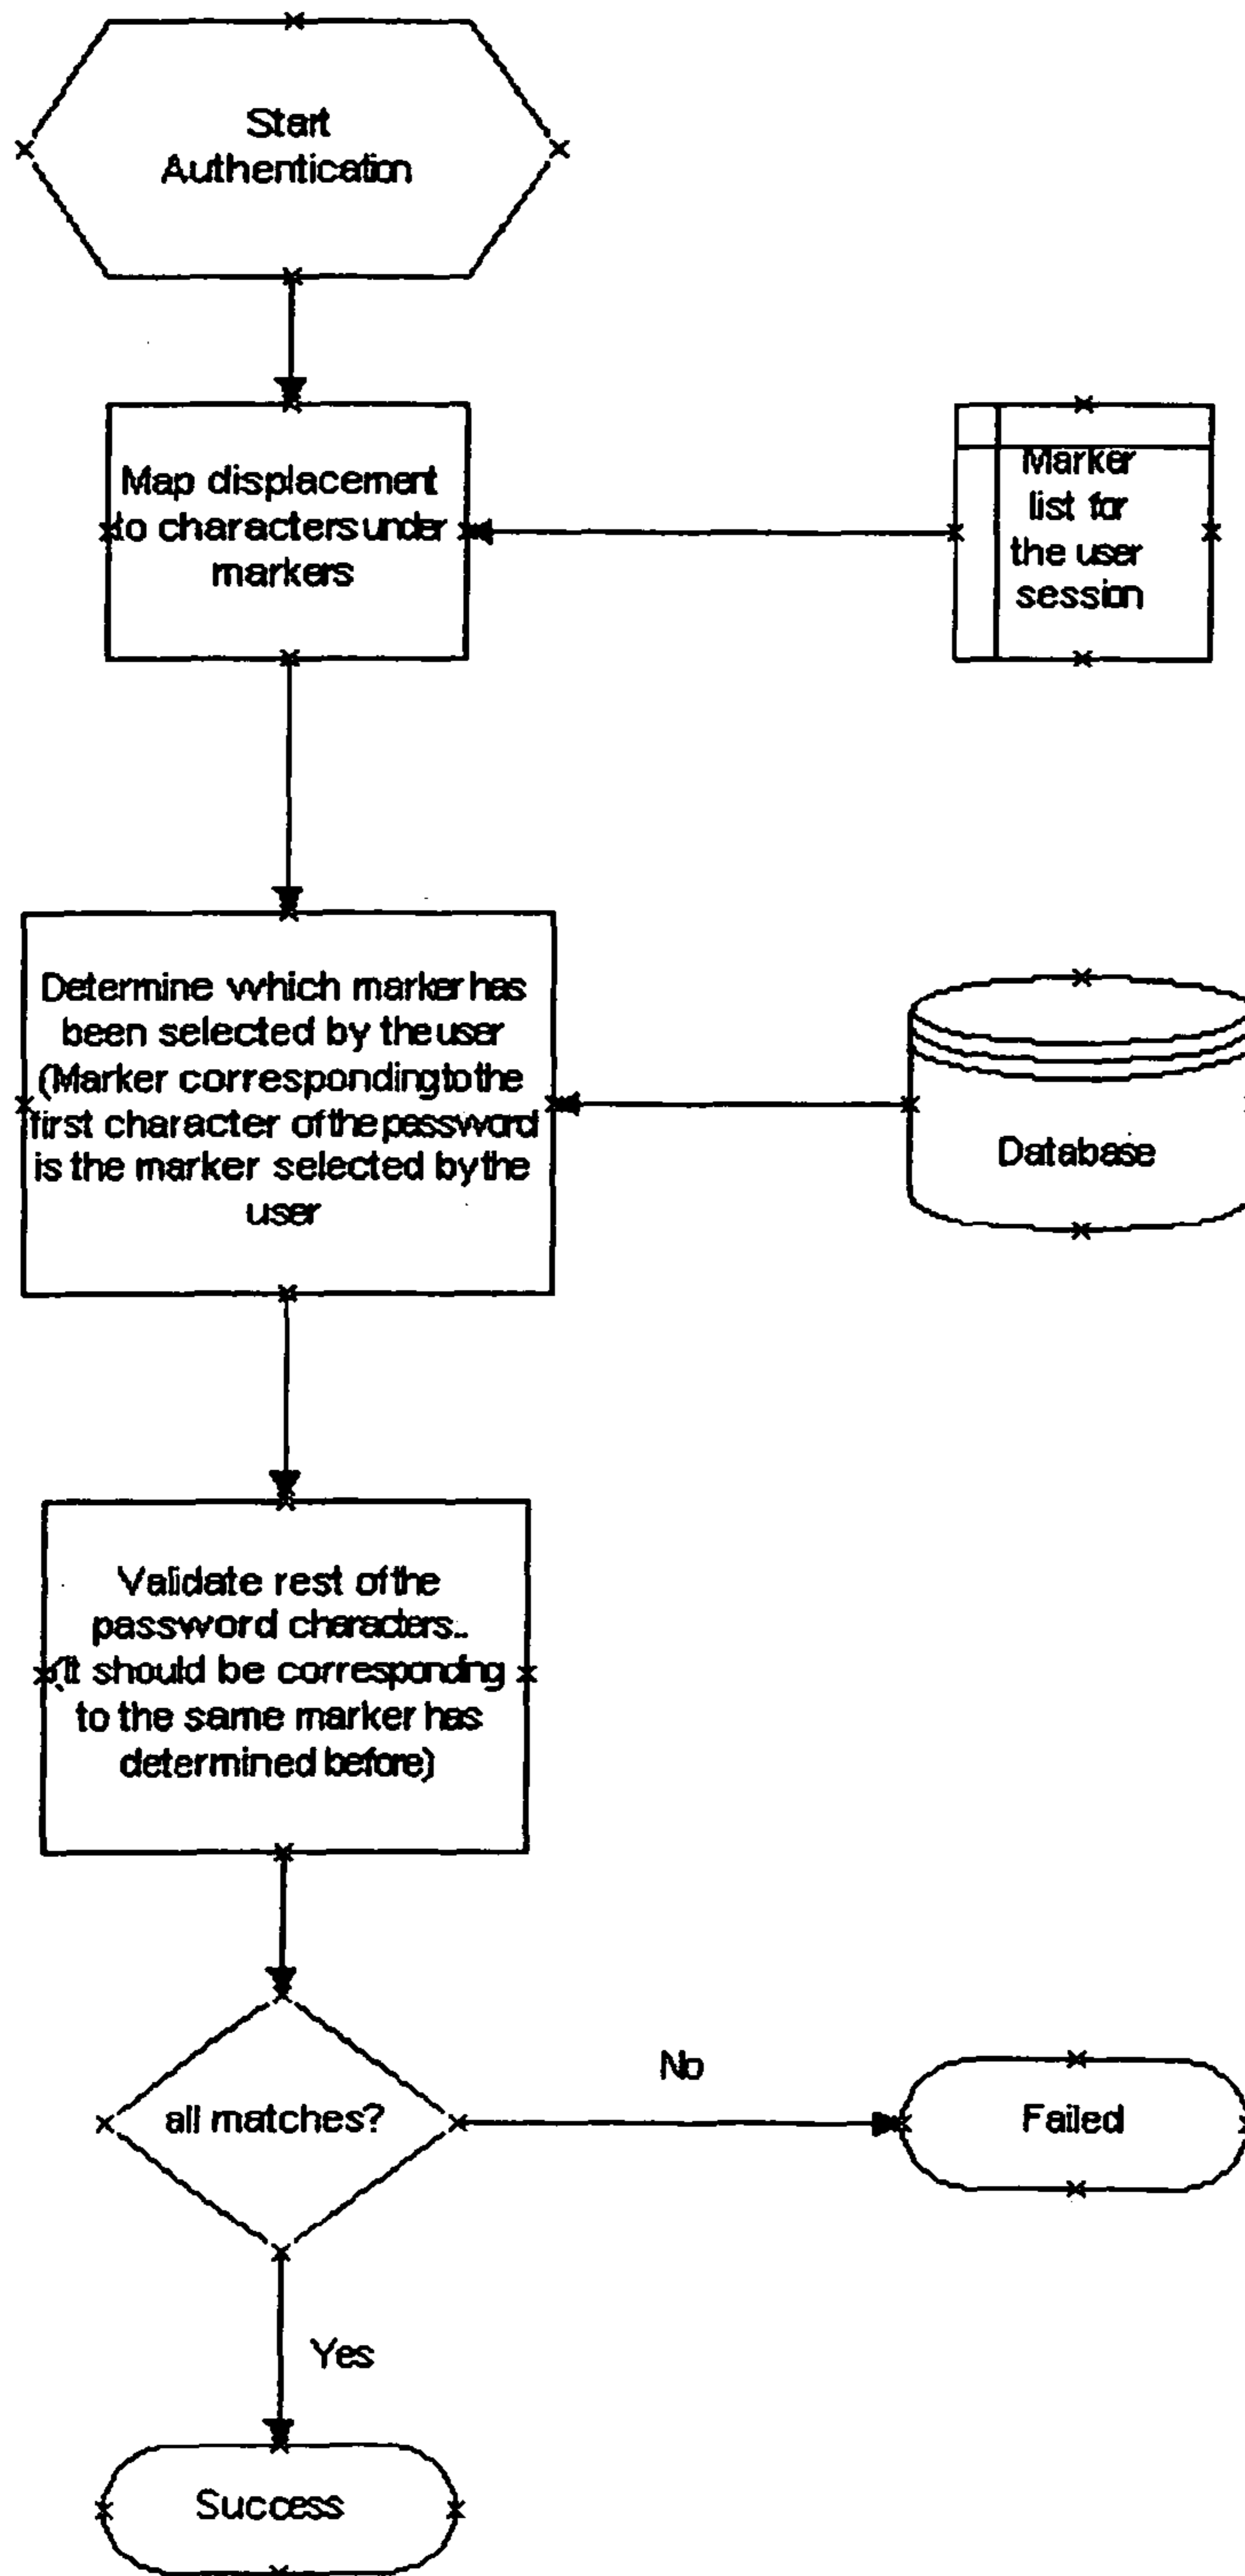 Start
Authentication
Map displacement
to characters under
markers
Marker
list for
the user
session
Determine which marker has
been selected by the user
(Marker corresponding to the
first character of the password
is the marker selected by the
user
Database
Validate rest of the
password characters..
(It should be corresponding
to the same marker has
determined before)
all matches?
No
Failed
Yes
Success